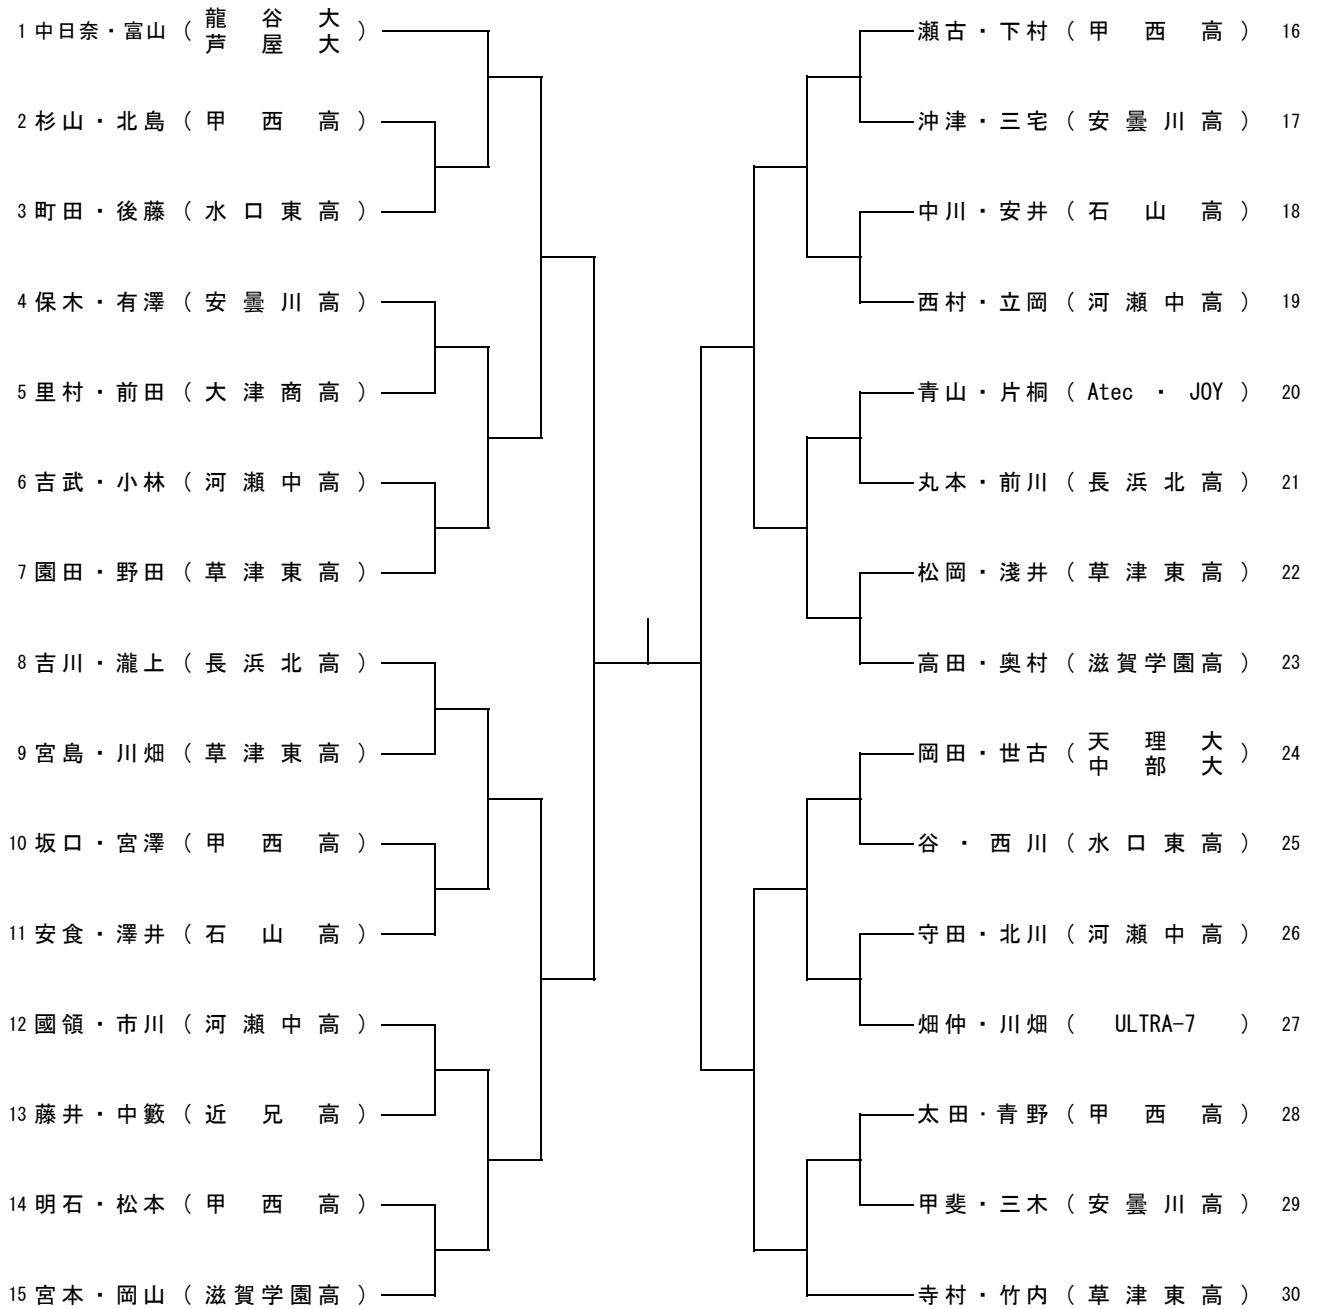 1 中日奈・富山 （ 龍谷大 芦屋大 ）
2 杉山・北島 （ 甲西高 ）
3 町田・後藤 （ 水口東高 ）
4 保木・有澤 （ 安曇川高 ）
5 里村・前田 （ 大津商高 ）
6 吉武・小林 （ 河瀬中高 ）
7 園田・野田 （ 草津東高 ）
8 吉川・瀧上 （ 長浜北高 ）
9 宮島・川畑 （ 草津東高 ）
10 坂口・宮澤 （ 甲西高 ）
11 安食・澤井 （ 石山高 ）
12 國領・市川 （ 河瀬中高 ）
13 藤井・中籔 （ 近兄高 ）
14 明石・松本 （ 甲西高 ）
15 宮本・岡山 （ 滋賀学園高 ）
瀬古・下村 （ 甲西高 ） 16
沖津・三宅 （ 安曇川高 ） 17
中川・安井 （ 石山高 ） 18
西村・立岡 （ 河瀬中高 ） 19
青山・片桐 （ Atec ・ JOY ） 20
丸本・前川 （ 長浜北高 ） 21
松岡・淺井 （ 草津東高 ） 22
高田・奥村 （ 滋賀学園高 ） 23
岡田・世古 （ 天理大 中部大 ） 24
谷・西川 （ 水口東高 ） 25
守田・北川 （ 河瀬中高 ） 26
畑仲・川畑 （ ULTRA-7 ） 27
太田・青野 （ 甲西高 ） 28
甲斐・三木 （ 安曇川高 ） 29
寺村・竹内 （ 草津東高 ） 30